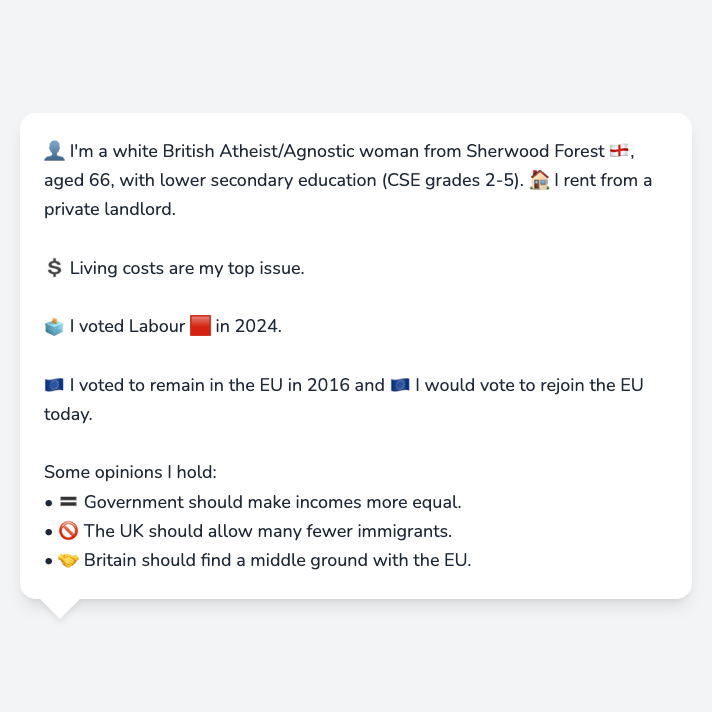 👤 I'm a white British Atheist/Agnostic woman from Sherwood Forest 🏴󠁧󠁢󠁥󠁮󠁧󠁿,
aged 66, with lower secondary education (CSE grades 2-5). 🏠 I rent from a
private landlord.
💲 Living costs are my top issue.
🗳️ I voted Labour 🟥 in 2024.
🇪🇺 I voted to remain in the EU in 2016 and 🇪🇺 I would vote to rejoin the EU
today.
Some opinions I hold:
• 🟰 Government should make incomes more equal.
• 🚫 The UK should allow many fewer immigrants.
• 🤝 Britain should find a middle ground with the EU.